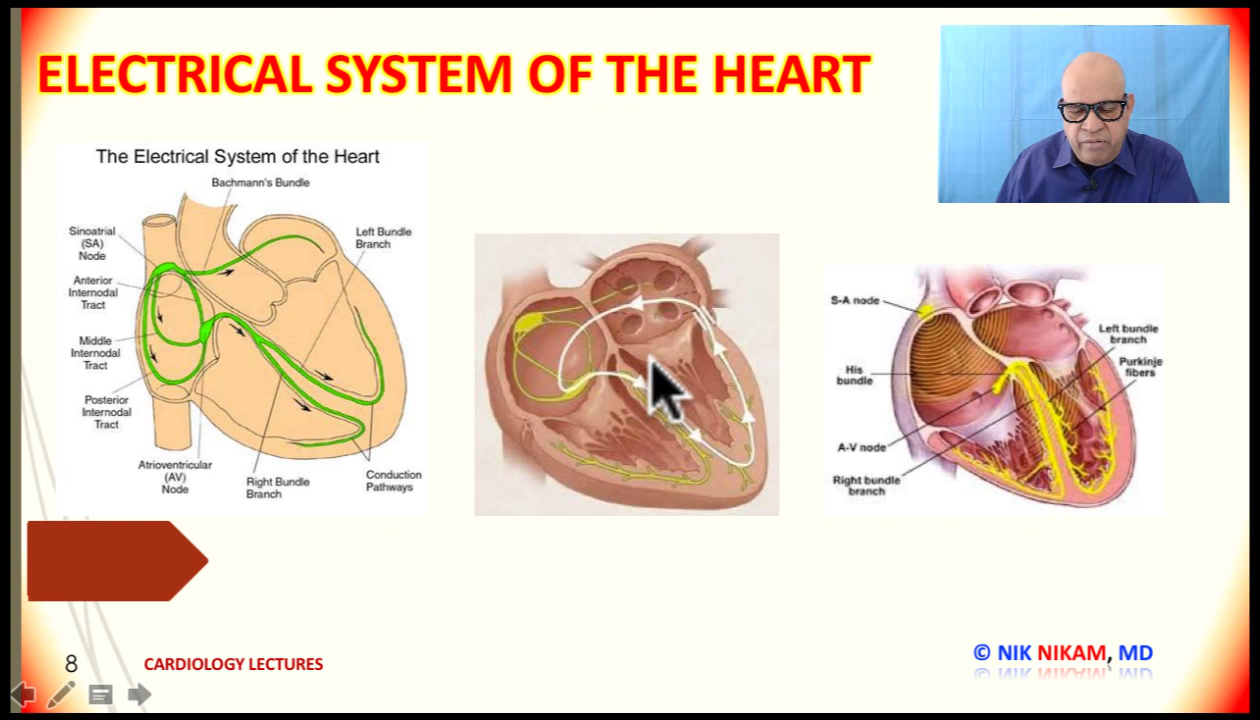 ELECTRICAL SYSTEM OF THE HEART
The Electrical System of the Heart
Bachmann's Bundle
Sinoatrial
(SA)
Node
Left Bundle
Branch
Anterior
Internodal
Tract
Middle
Internodal
Tract
Posterior
Internodal
Tract
Atrioventricular
(AV)
Node
Right Bundle
Branch
Conduction
Pathways
S-A node
Left bundle
branch
Purkinje
fibers
His
bundle
A-V node
Right bundle
branch
8
CARDIOLOGY LECTURES
© NIK NIKAM, MD